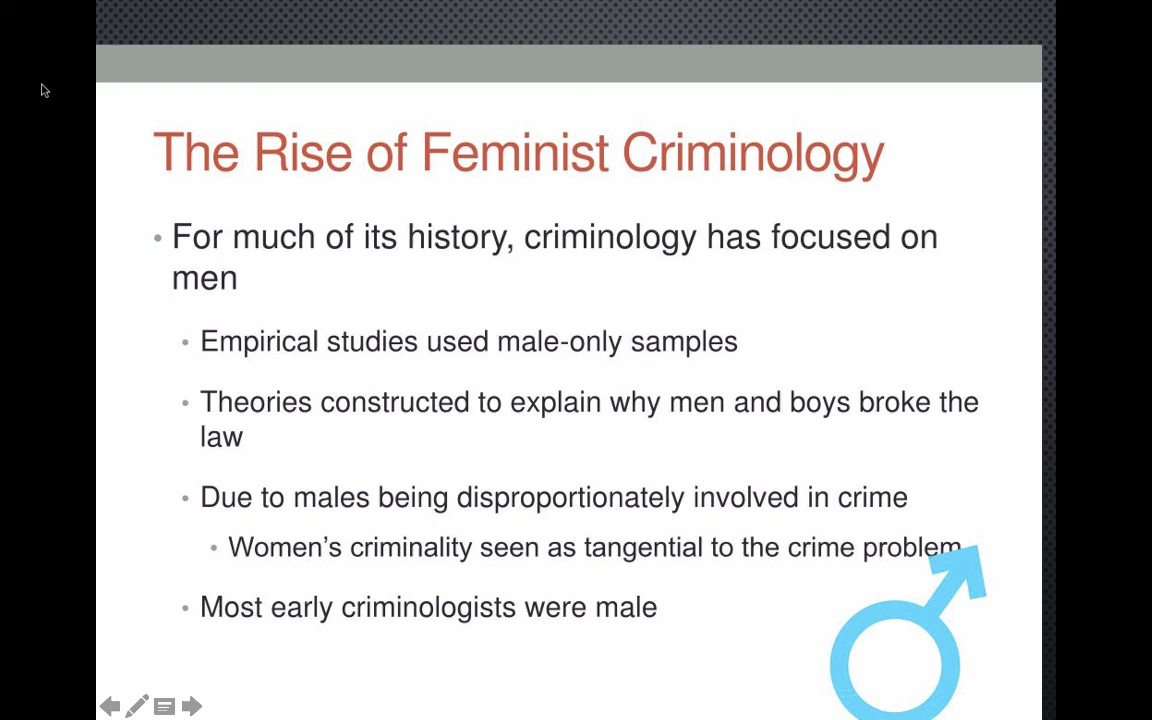 The Rise of Feminist Criminology
• For much of its history, criminology has focused on
men
• Empirical studies used male-only samples
• Theories constructed to explain why men and boys broke the
law
• Due to males being disproportionately involved in crime
• Women’s criminality seen as tangential to the crime problem
• Most early criminologists were male